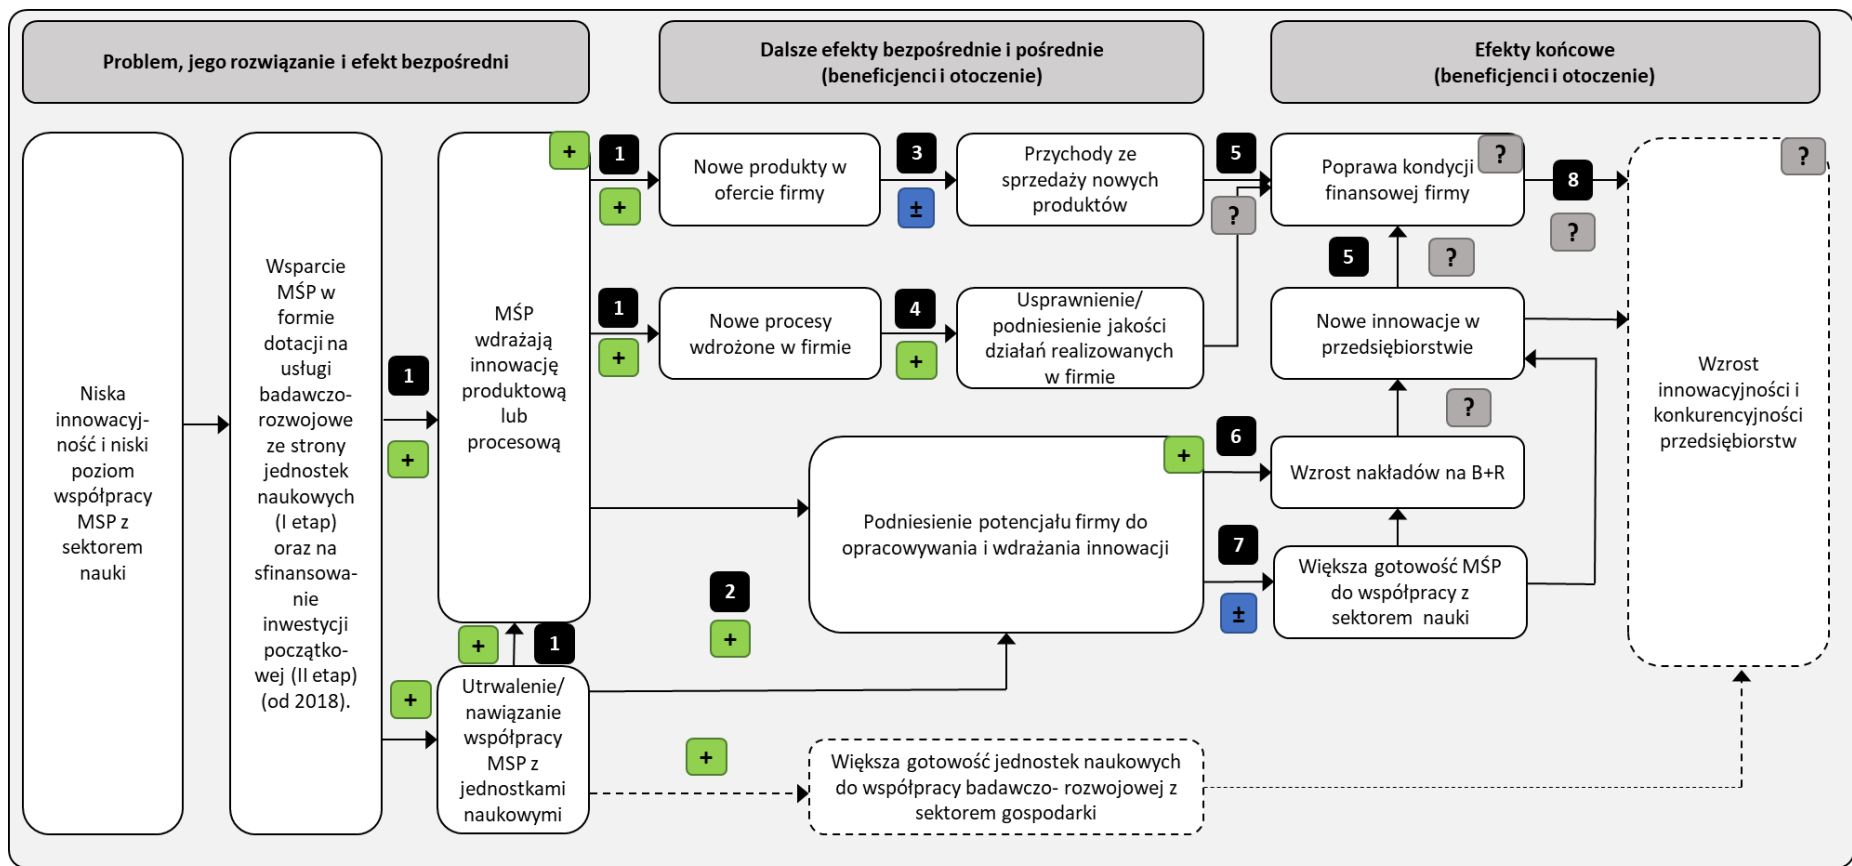 Problem, jego rozwiązanie i efekt bezpośredni
Dalsze efekty bezpośrednie i pośrednie
(beneficjenci i otoczenie)
Efekty końcowe
(beneficjenci i otoczenie)
Niska
innowacyj-
ność i niski
poziom
współpracy
MSP z
sektorem
nauki
Wsparcie
MŚP w
formie
dotacji na
usługi
badawczo-
rozwojowe
ze strony
jednostek
naukowych
(I etap)
oraz na
sfinansowa-
nie
inwestycji
początko-
wej (II etap)
(od 2018).
1
+
+
MŚP
wdrażają
innowację
produktową
lub
procesową
+
+
1
Utrwalenie/
nawiązanie
współpracy
MSP z
jednostkami
naukowymi
1
+
Nowe produkty w
ofercie firmy
3
±
Przychody ze
sprzedaży nowych
produktów
5
?
Poprawa kondycji
finansowej firmy
?
8
?
1
+
Nowe procesy
wdrożone w firmie
4
+
Usprawnienie/
podniesienie jakości
działań realizowanych
w firmie
5
?
Nowe innowacje w
przedsiębiorstwie
?
2
+
Podniesienie potencjału firmy do
opracowywania i wdrażania innowacji
+
6
Wzrost nakładów na B+R
7
±
Większa gotowość MŚP
do współpracy z
sektorem nauki
+
Większa gotowość jednostek naukowych
do współpracy badawczo- rozwojowej z
sektorem gospodarki
?
Wzrost
innowacyjności i
konkurencyjności
przedsiębiorstw